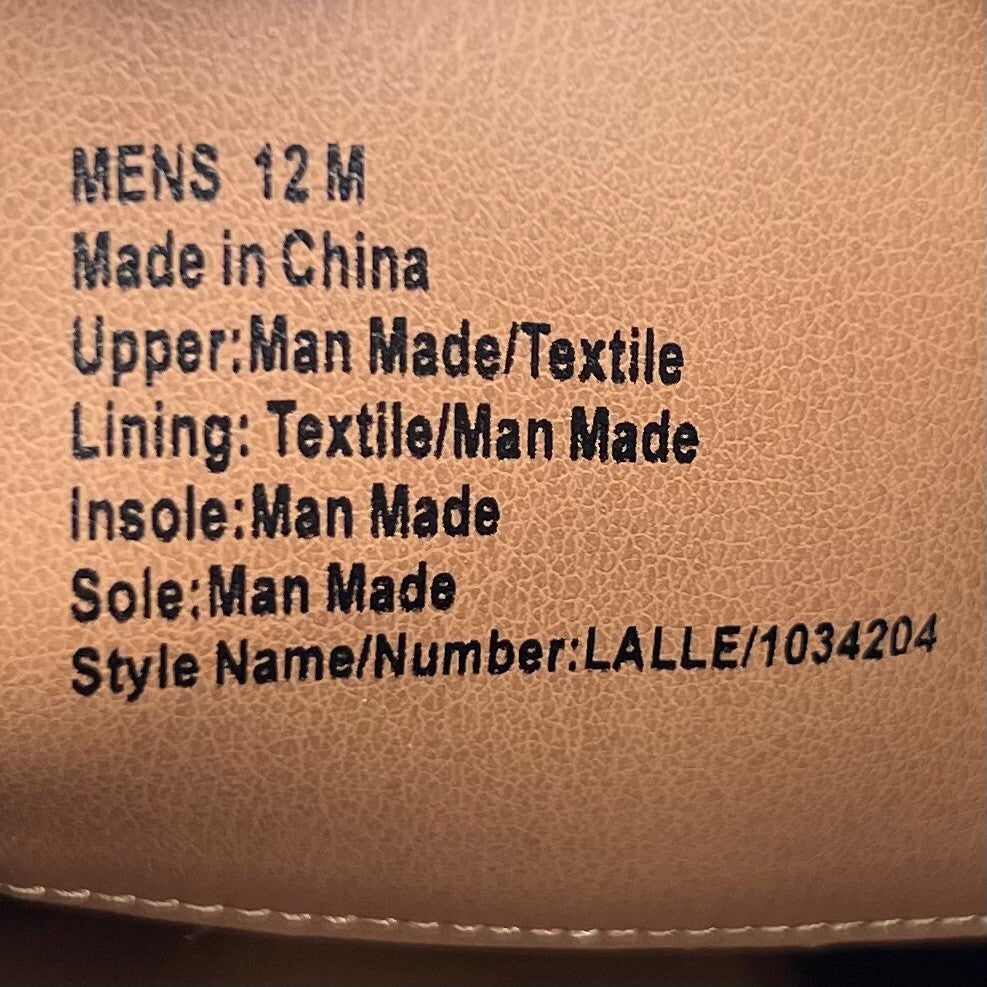 MENS 12 M
Made in China
Upper:Man Made/Textile
Lining: Textile/Man Made
Insole:Man Made
Sole:Man Made
Style Name/Number:LALLE/1034204